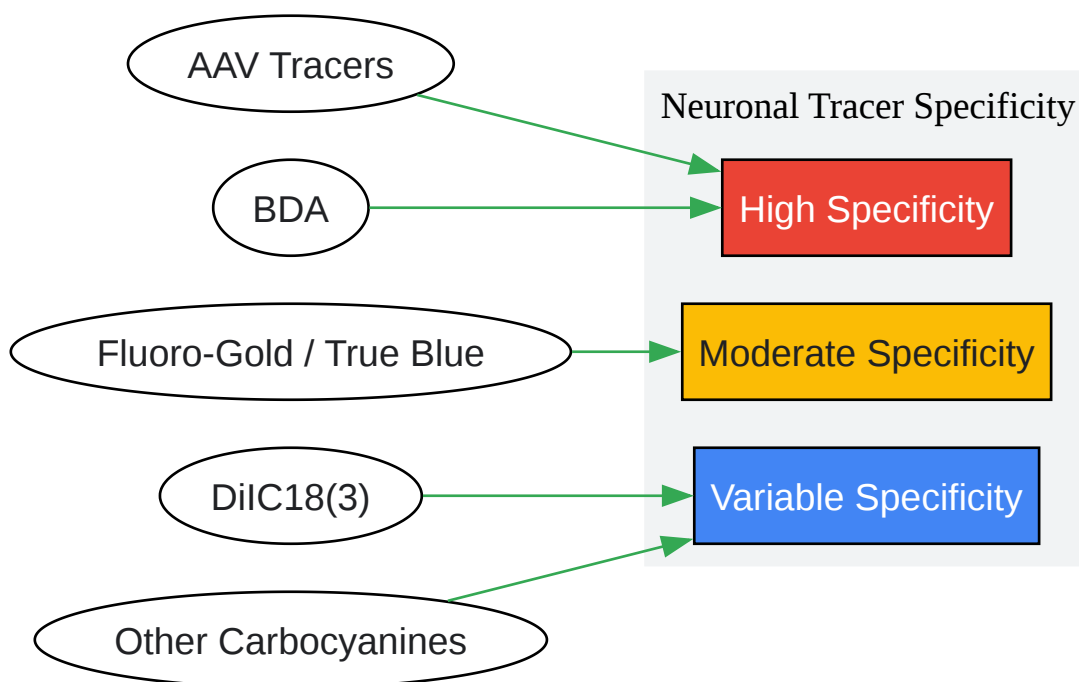 AAV Tracers
Neuronal Tracer Specificity
BDA
High Specificity
Fluoro-Gold / True Blue
Moderate Specificity
DiIC18(3)
Variable Specificity
Other Carbocyanines